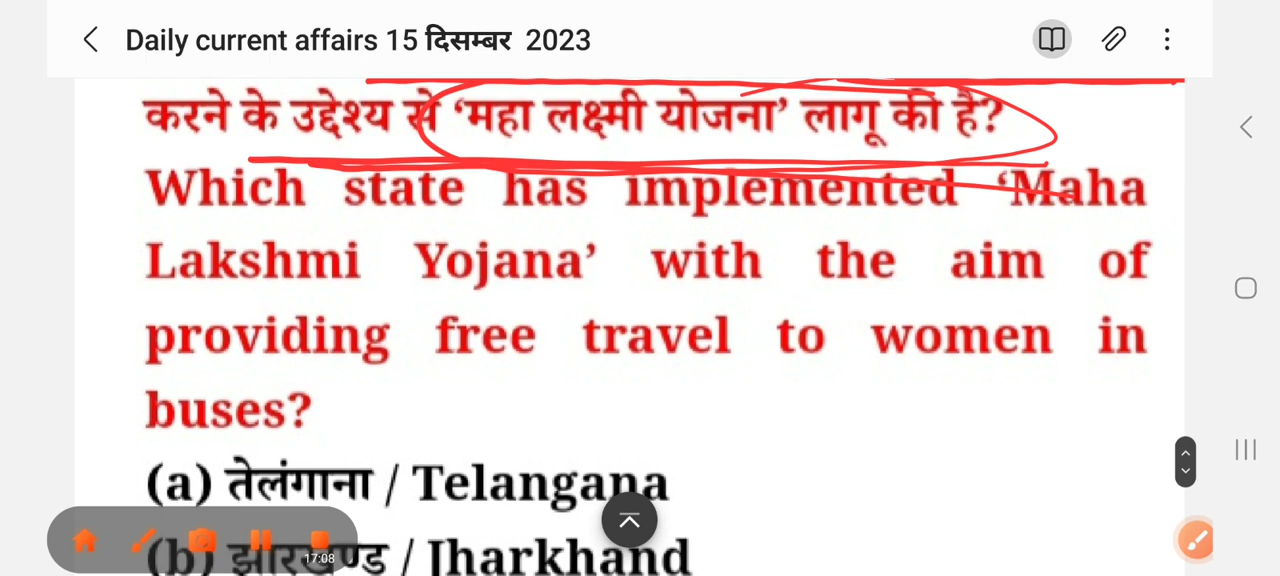 Daily current affairs 15 दिसम्बर 2023
करने के उद्देश्य से ‘महा लक्ष्मी योजना’ लागू की है?
Which state has implemented ‘Maha
Lakshmi Yojana’ with the aim of
providing free travel to women in
buses?
(a) तेलंगाना / Telangana
(b) झारखण्ड / Jharkhand
17:08